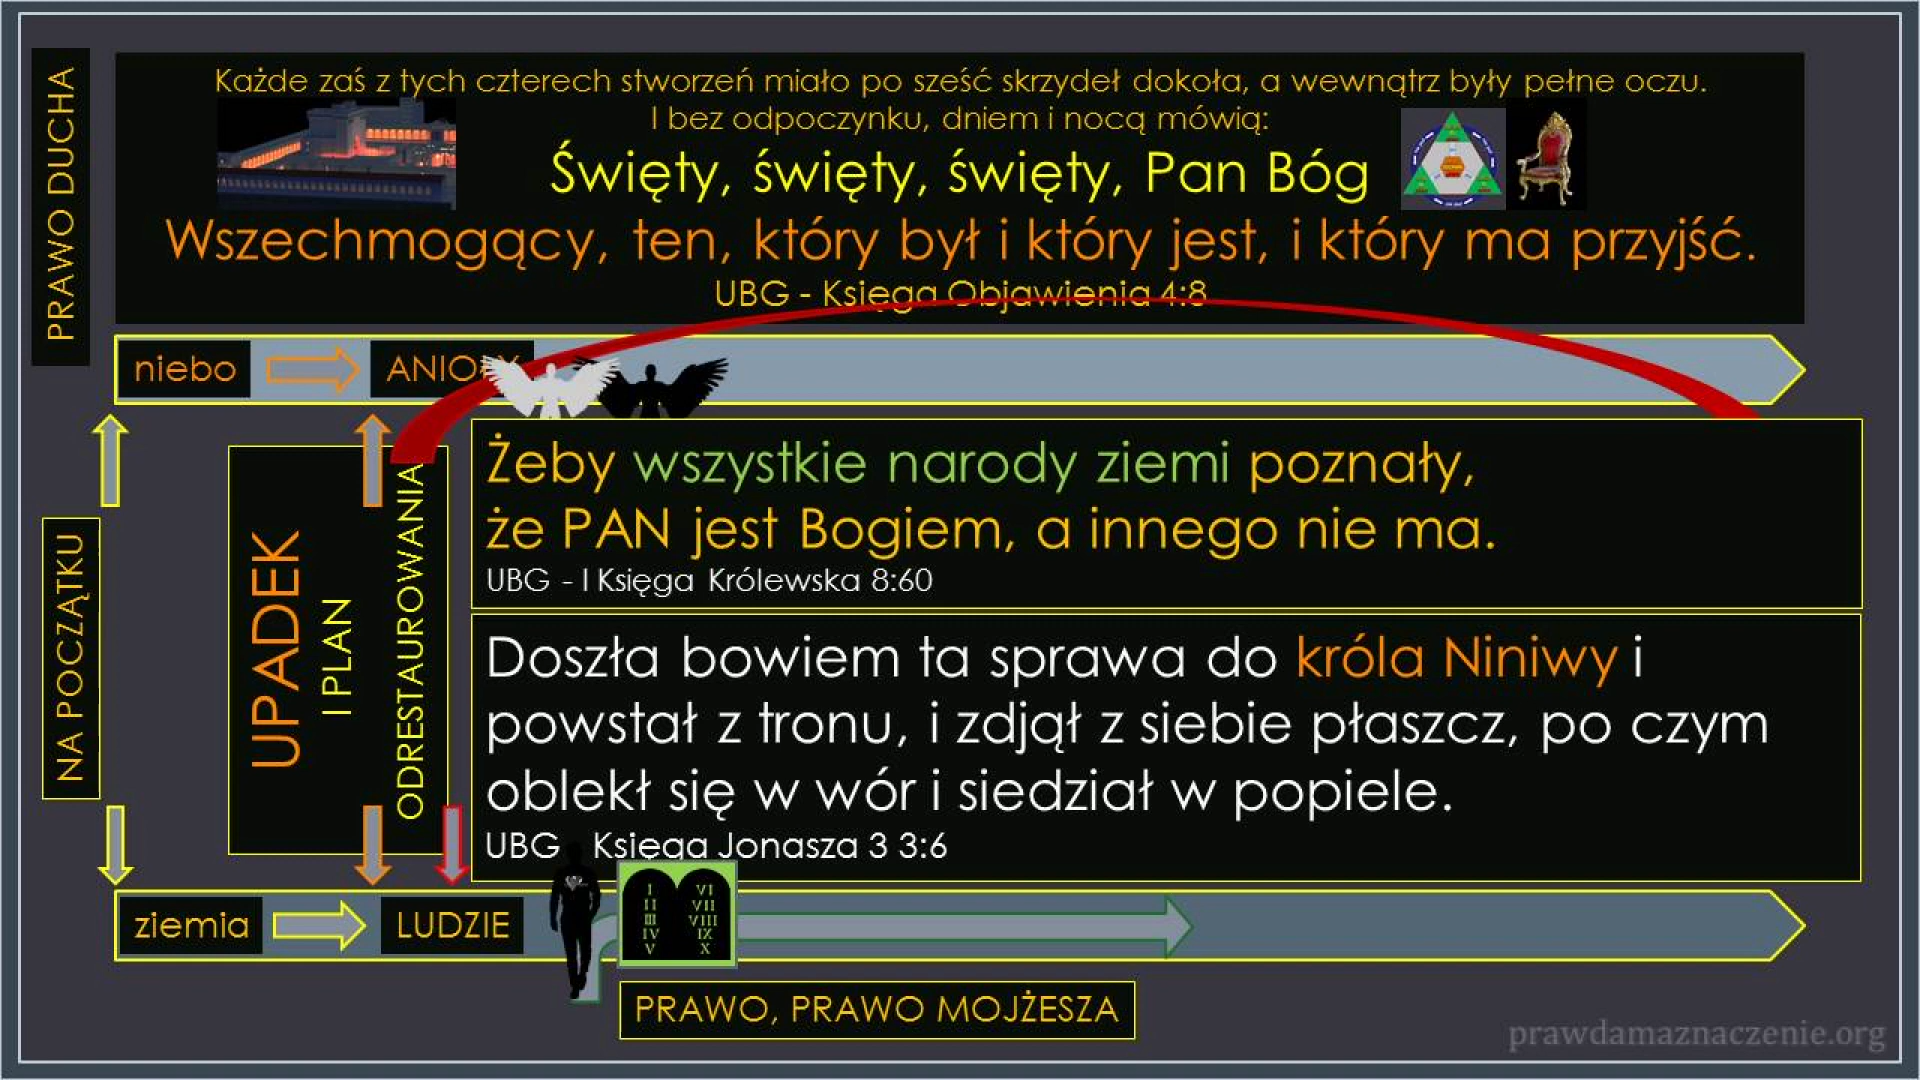 PRAWO DUCHA
Każde zaś z tych czterech stworzeń miało po sześć skrzydeł dokoła, a wewnątrz były pełne oczu.
I bez odpoczynku, dniem i nocą mówią:
Święty, święty, święty, Pan Bóg
Wszechmogący, ten, który był i który jest, i który ma przyjść.
UBG - Księga Objawienia 4:8
niebo
ANIOŁY
NA POCZĄTKU
UPADEK
I PLAN
ODRESTAUROWANIA
Żeby wszystkie narody ziemi poznały,
że PAN jest Bogiem, a innego nie ma.
UBG - I Księga Królewska 8:60
Doszła bowiem ta sprawa do króla Niniwy i
powstał z tronu, i zdjął z siebie płaszcz, po czym
oblekł się w wór i siedział w popiele.
UBG Księga Jonasza 3 3:6
ziemia
LUDZIE
I VI
II VII
III VIII
IV IX
V X
PRAWO, PRAWO MOJŻESZA
prawdamaznaczenie.org